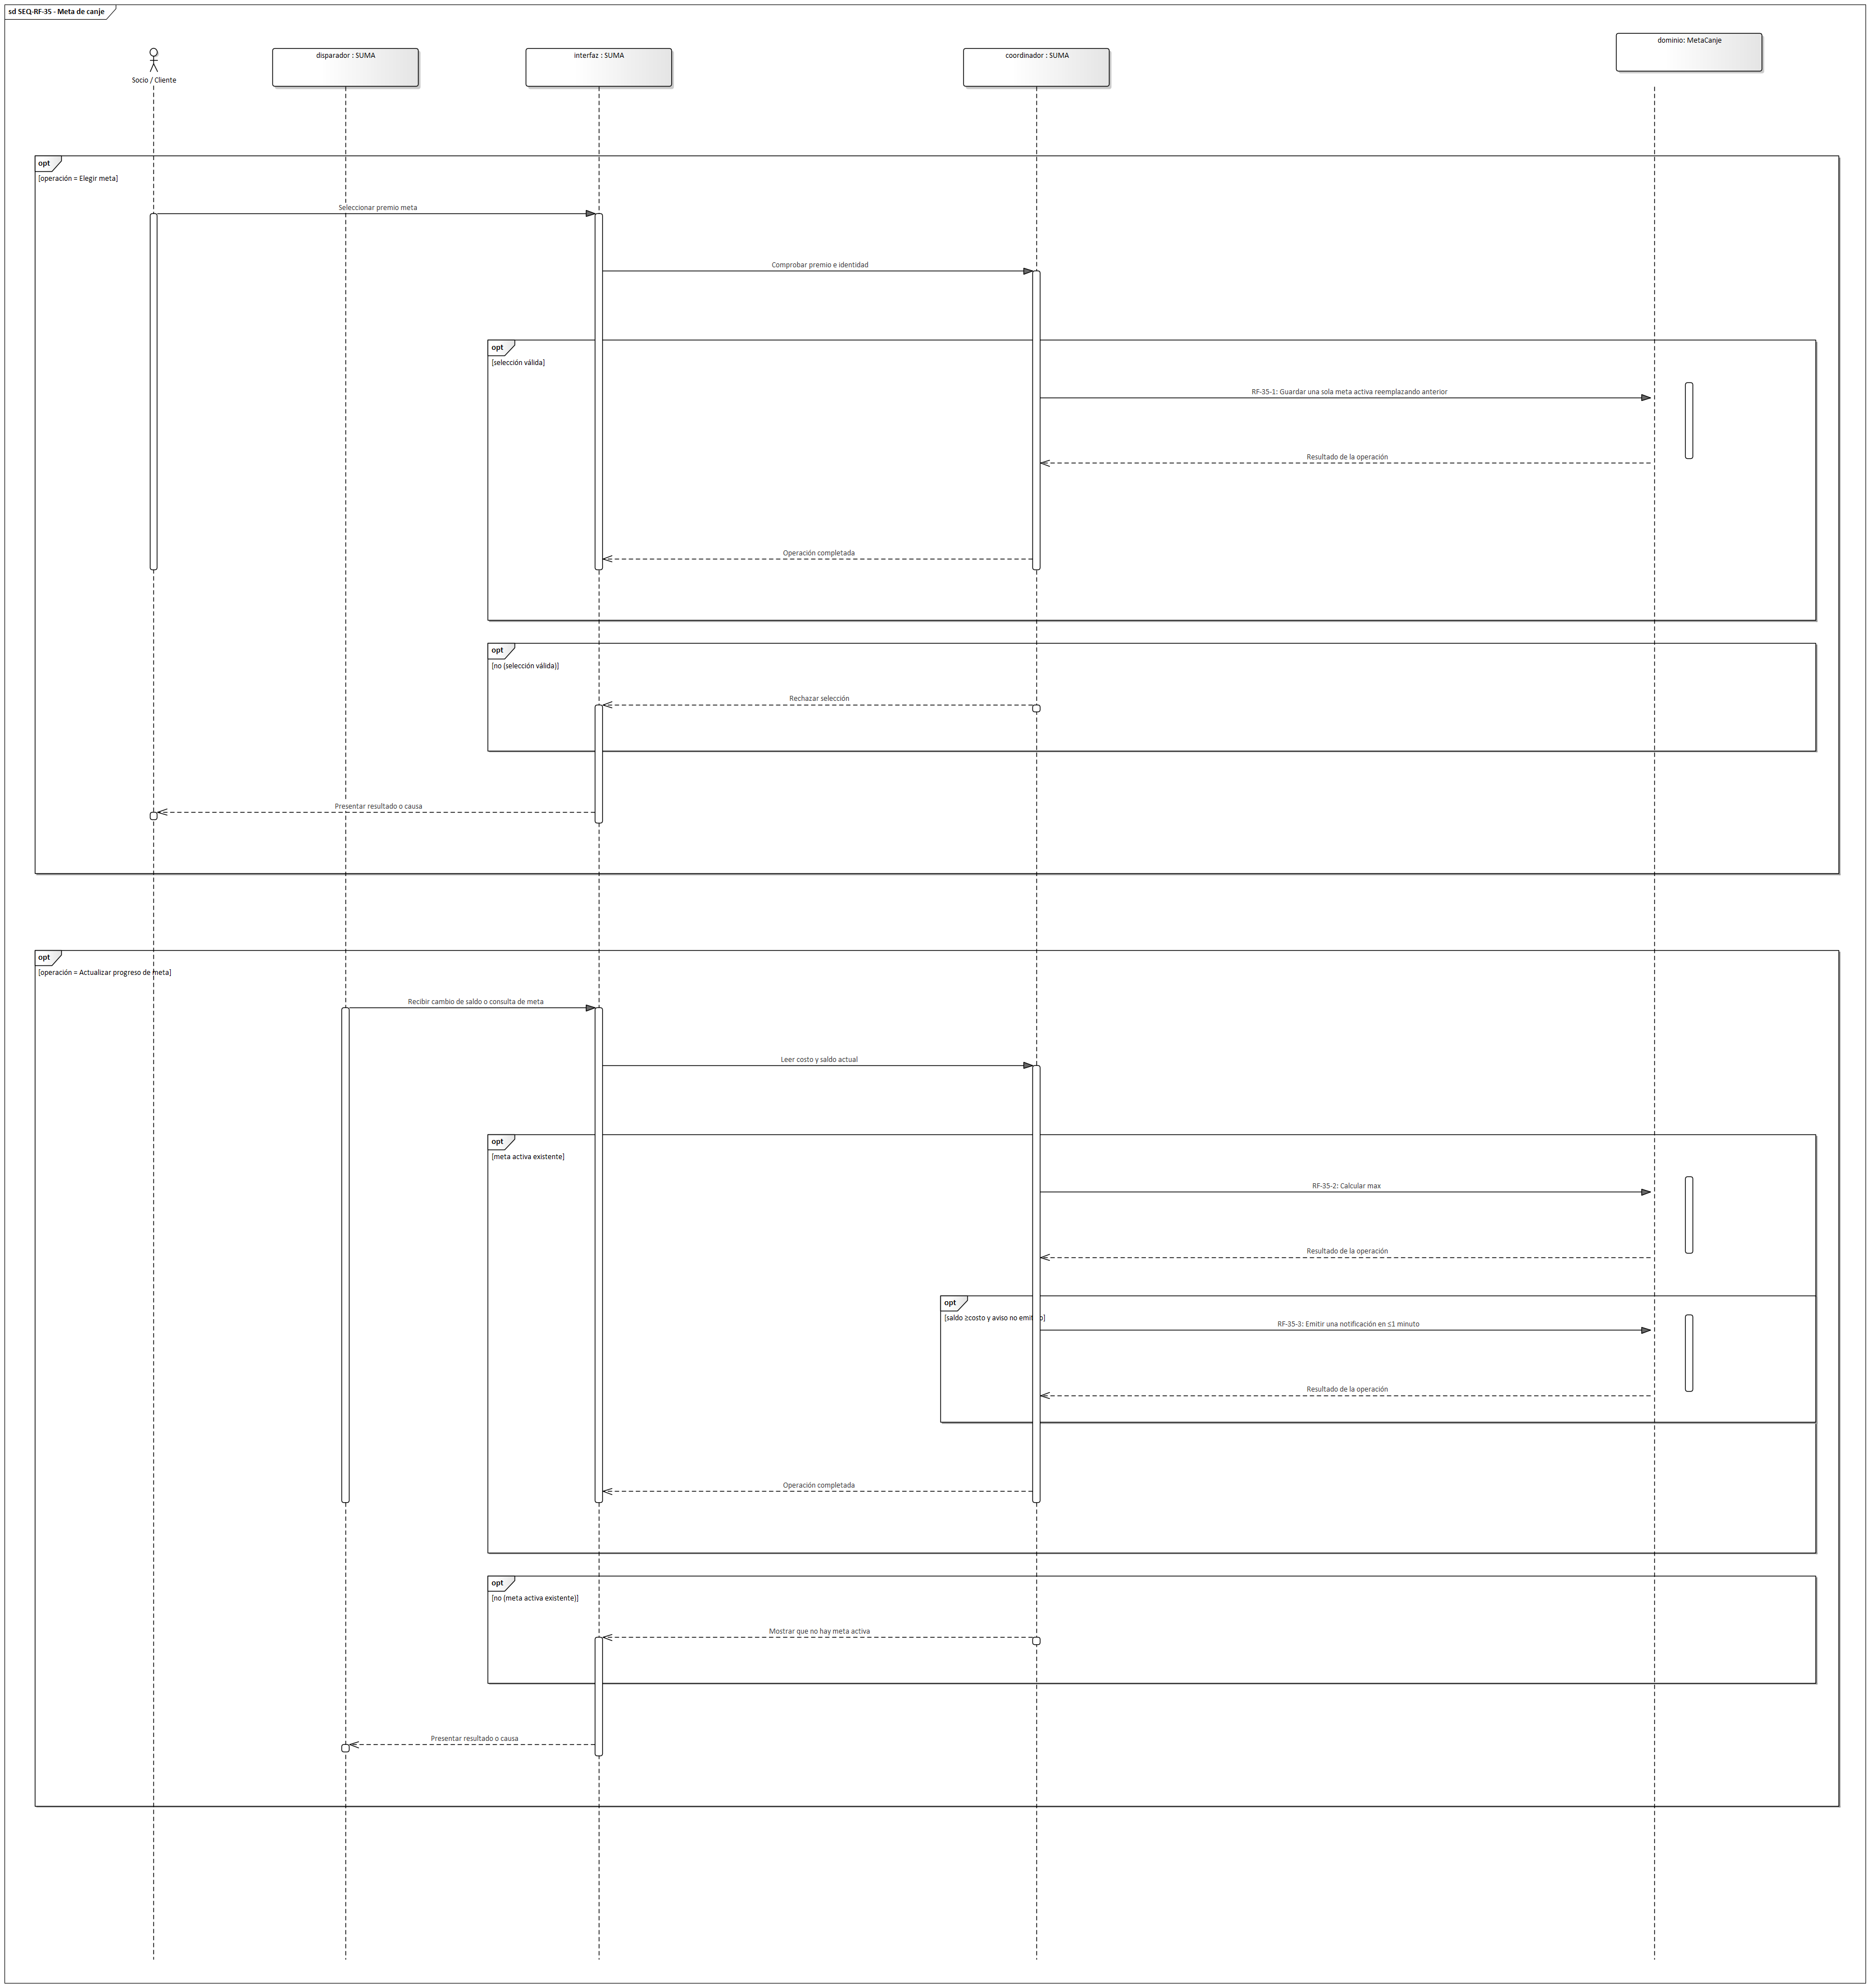 sd SEQ-RF-35 - Meta de canje
Socio / Cliente
disparador : SUMA
interfaz : SUMA
coordinador : SUMA
dominio: MetaCanje
opt
[operación = Elegir meta]
Seleccionar premio meta
Comprobar premio e identidad
opt
[selección válida]
RF-35-1: Guardar una sola meta activa reemplazando anterior
Resultado de la operación
Operación completada
opt
[no (selección válida)]
Rechazar selección
Presentar resultado o causa
opt
[operación = Actualizar progreso de meta]
Recibir cambio de saldo o consulta de meta
Leer costo y saldo actual
opt
[meta activa existente]
RF-35-2: Calcular max
Resultado de la operación
opt
[saldo ≥costo y aviso no
RF-35-3: Emitir una notificación en ≤1 minuto
Resultado de la operación
Operación completada
opt
[no (meta activa existente)]
Mostrar que no hay meta activa
Presentar resultado o causa